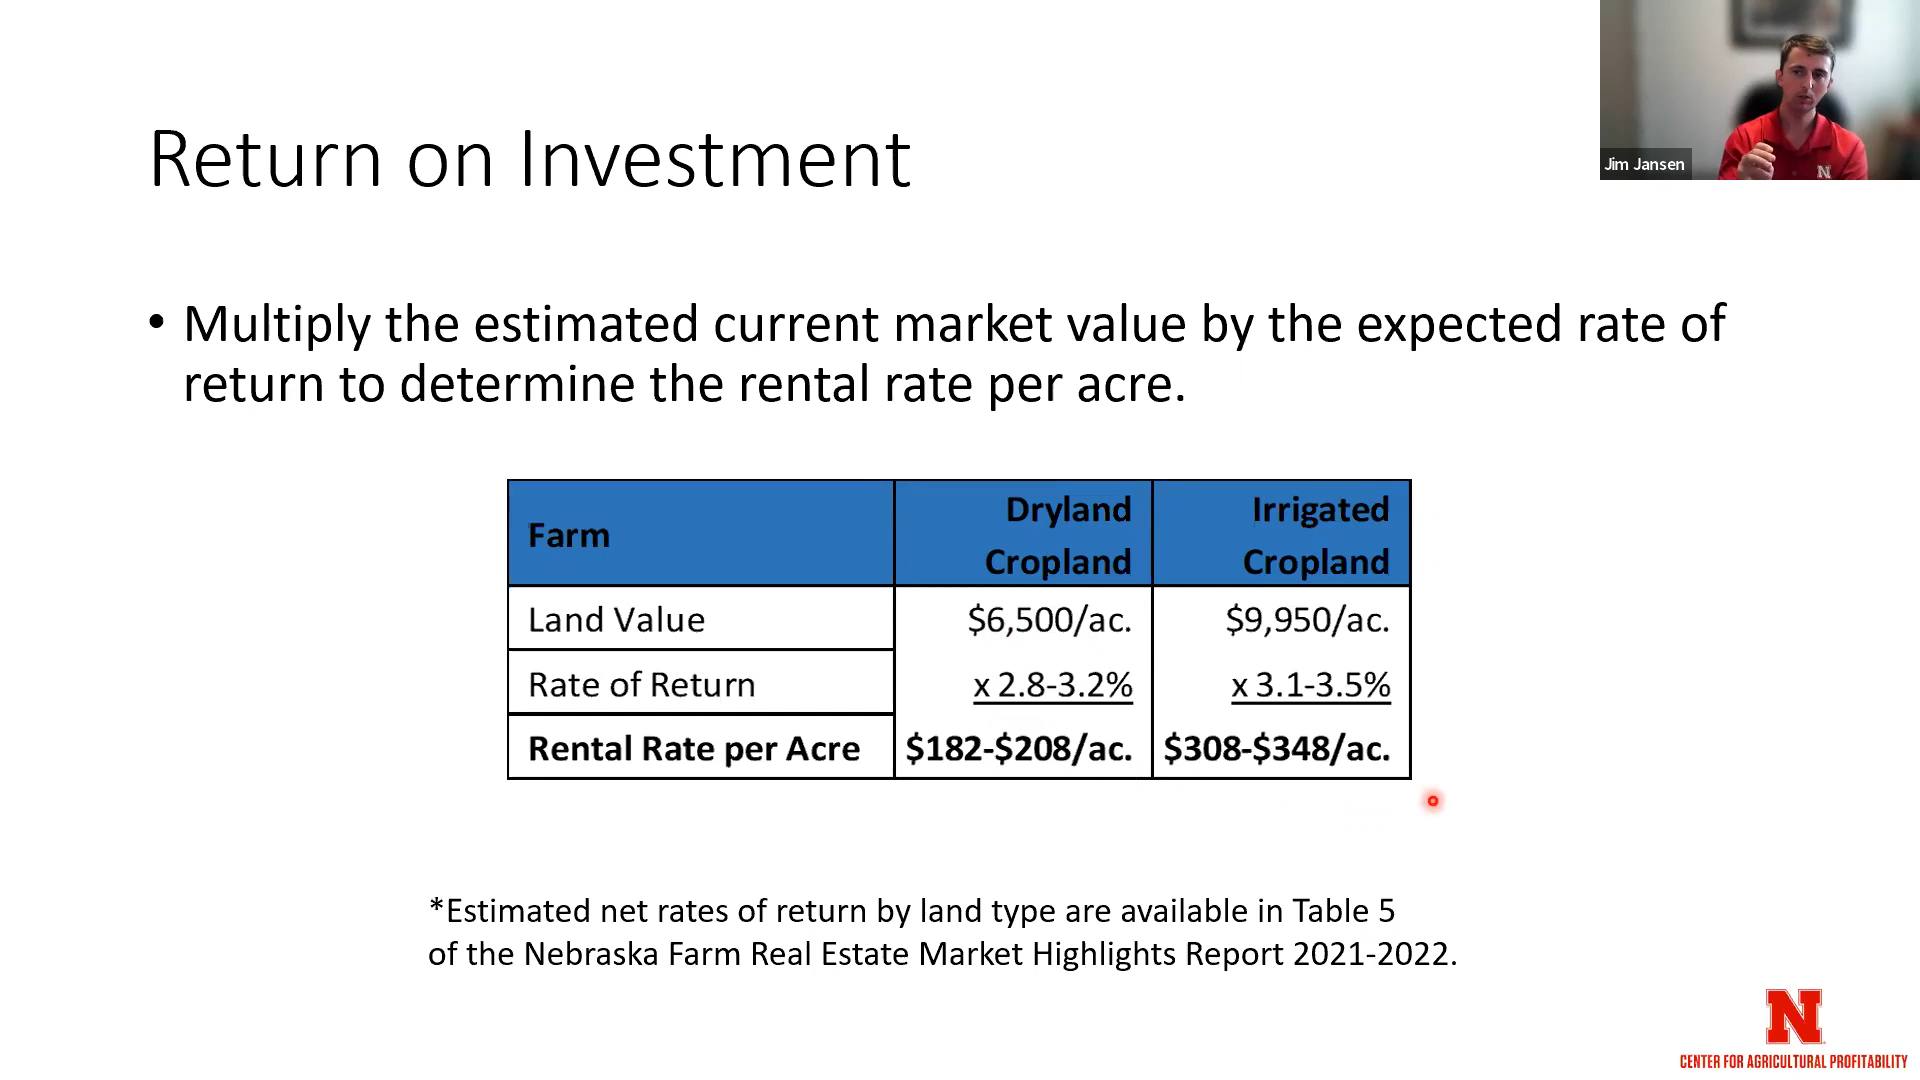 Jim Jansen
N
Return on Investment
• Multiply the estimated current market value by the expected rate of
return to determine the rental rate per acre.
Farm
Dryland
Cropland
Irrigated
Cropland
Land Value $6,500/ac. $9,950/ac.
Rate of Return x 2.8-3.2% x 3.1-3.5%
Rental Rate per Acre $182-$208/ac. $308-$348/ac.
*Estimated net rates of return by land type are available in Table 5
of the Nebraska Farm Real Estate Market Highlights Report 2021-2022.
N
CENTER FOR AGRICULTURAL PROFITABILITY